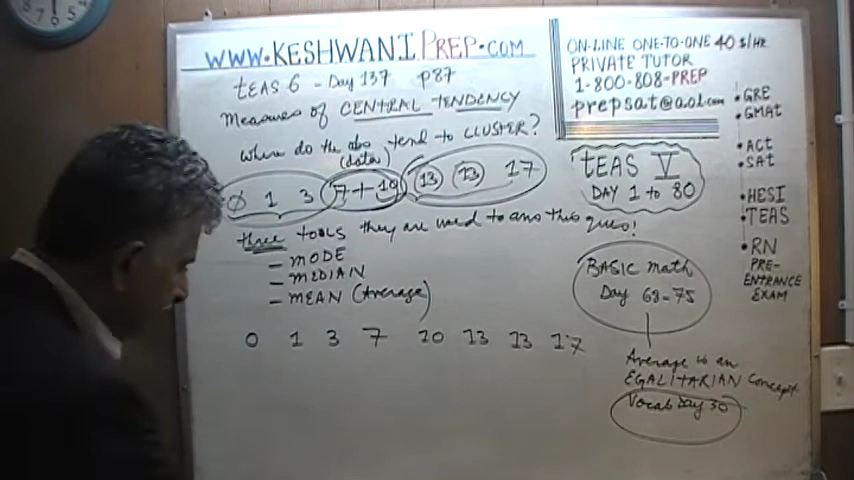 WWW.KESHWANIPREP.COM
TEAS 6 - Day 137 P87
Measures of CENTRAL TENDENCY
Where do the obs tend to CLUSTER?
(data)
0 1 3 7 + 10 13 13 17
three tools they are used to ans this ques!
- MODE
- MEDIAN
- MEAN (Average)
0 1 3 7 10 13 13 17
ON-LINE ONE-TO-ONE 40 $/HR
PRIVATE TUTOR
1-800-808-PREP
prepsat@aol.com
TEAS V
DAY 1 to 80
BASIC math
Day 69-75
Average is an
EGALITARIAN concept
Vocab Day 30
• GRE
• GMAT
• ACT
• SAT
• HESI
• TEAS
• RN
PRE-
ENTRANCE
EXAM